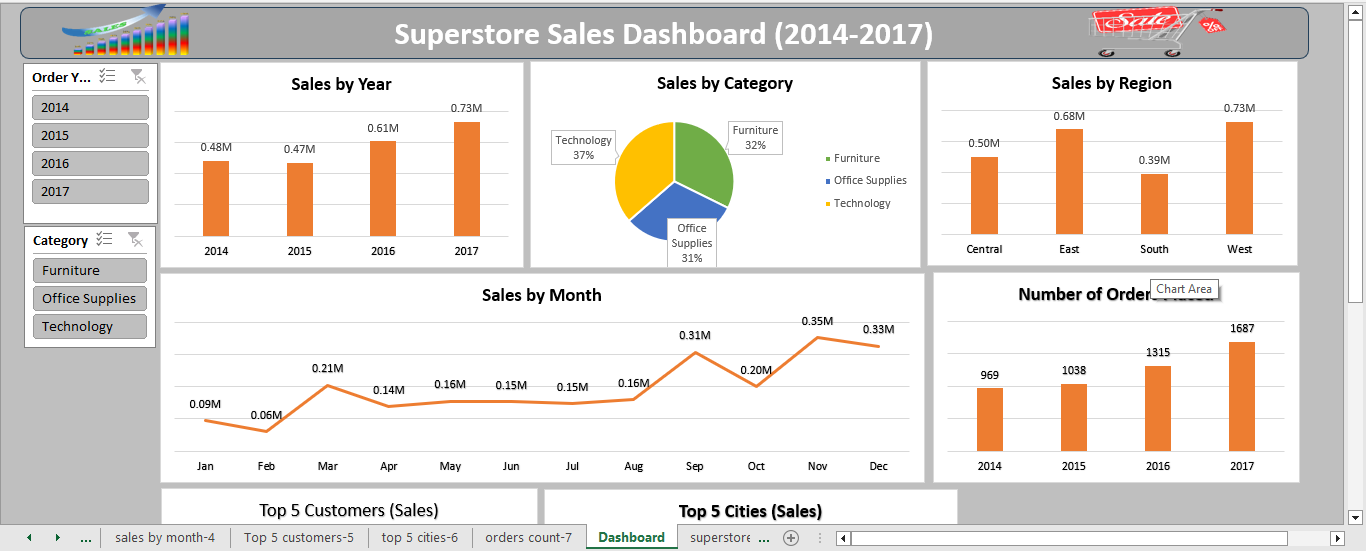 SALES
Superstore Sales Dashboard (2014-2017)
Sale
Order Y...
2014
2015
2016
2017
Category
Furniture
Office Supplies
Technology
Sales by Year
0.48M
0.47M
0.61M
0.73M
2014
2015
2016
2017
Sales by Category
Technology
37%
Furniture
32%
Office
Supplies
31%
Furniture
Office Supplies
Technology
Sales by Region
0.50M
0.68M
0.39M
0.73M
Central
East
South
West
Sales by Month
0.09M
0.06M
0.21M
0.14M
0.16M
0.15M
0.15M
0.16M
0.31M
0.20M
0.35M
0.33M
Jan
Feb
Mar
Apr
May
Jun
Jul
Aug
Sep
Oct
Nov
Dec
Number of Orders
Chart Area
969
1038
1315
1687
2014
2015
2016
2017
Top 5 Customers (Sales)
Top 5 Cities (Sales)
... sales by month-4 Top 5 customers-5 top 5 cities-6 orders count-7 Dashboard superstore ...